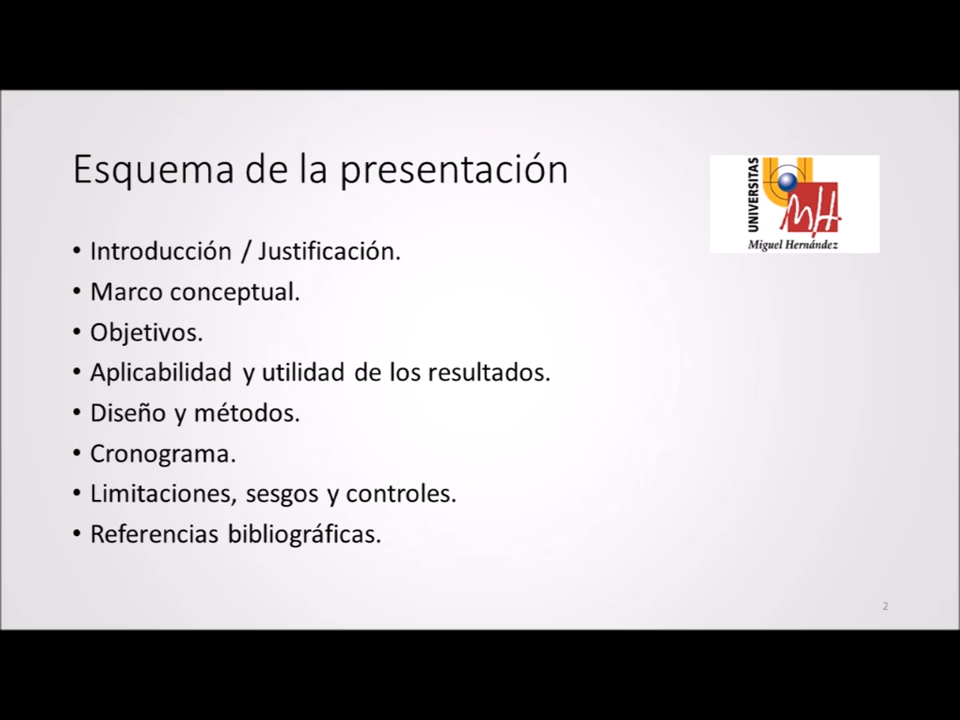 Esquema de la presentación
UNIVERSITAS
Miguel Hernández
• Introducción / Justificación.
• Marco conceptual.
• Objetivos.
• Aplicabilidad y utilidad de los resultados.
• Diseño y métodos.
• Cronograma.
• Limitaciones, sesgos y controles.
• Referencias bibliográficas.
2